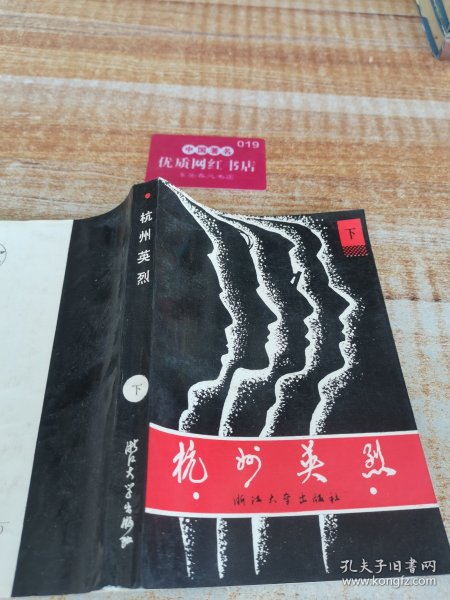 019
中国著名
优质网红书店
杭州英烈
下
浙江大学出版社
下
杭·州英烈·
浙江大学出版社
孔夫子旧书网
www.kongfz.com